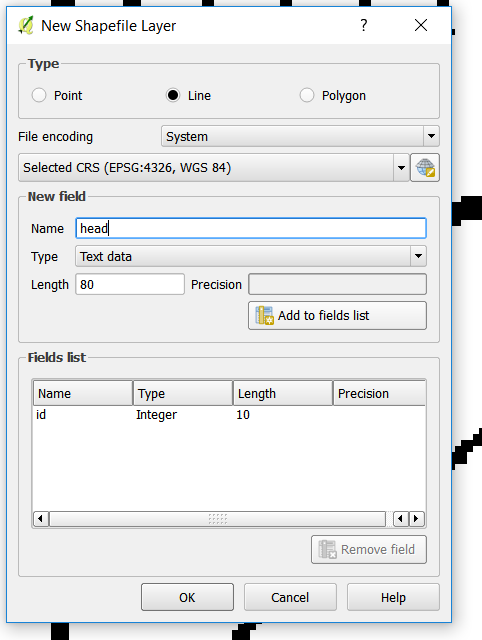 New Shapefile Layer
Type
Point Line Polygon
File encoding System
Selected CRS (EPSG:4326, WGS 84)
New field
Name head
Type Text data
Length 80 Precision
Add to fields list
Fields list
Name Type Length Precision
id Integer 10
Remove field
OK Cancel Help